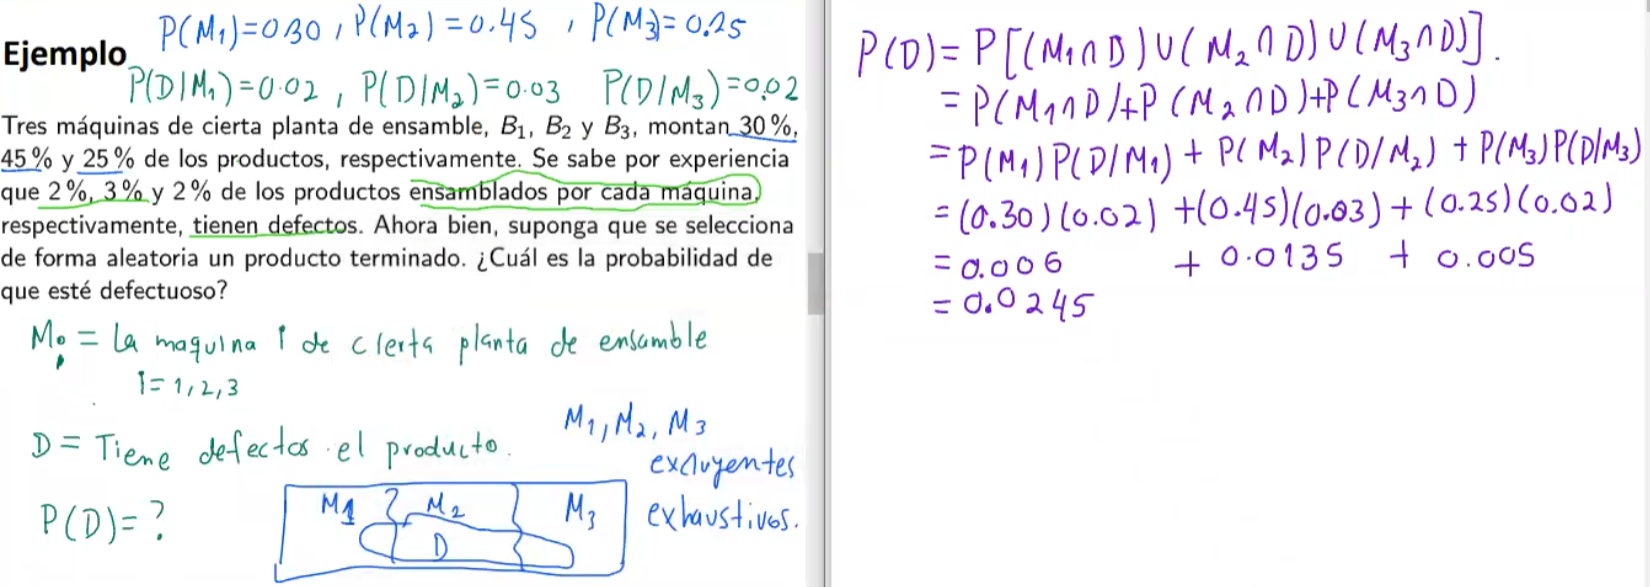 P(M₁)=0.30 , P(M₂)=0.45 , P(M₃)=0.25
Ejemplo
P(D|M₁)=0.02 , P(D/M₂)=0.03 P(D/M₃)=0.02
Tres máquinas de cierta planta de ensamble, B₁, B₂ y B₃, montan 30 %,
45 % y 25 % de los productos, respectivamente. Se sabe por experiencia
que 2 %, 3 % y 2 % de los productos ensamblados por cada máquina,
respectivamente, tienen defectos. Ahora bien, suponga que se selecciona
de forma aleatoria un producto terminado. ¿Cuál es la probabilidad de
que esté defectuoso?
Mᵢ = La maquina i de cierta planta de ensamble
i= 1, 2, 3
D = Tiene defectos el producto.
P(D)= ?
M₁, M₂, M₃
excluyentes
exhaustivos.
M1 M₂ M₃
D
P(D)= P[(M₁∩D)∪(M₂∩D)∪(M₃∩D)].
= P(M₁∩D)+P(M₂∩D)+P(M₃∩D)
= P(M₁)P(D/M₁) + P(M₂)P(D/M₂) + P(M₃)P(D/M₃)
= (0.30)(0.02) +(0.45)(0.03)+(0.25)(0.02)
= 0.006 + 0.0135 + 0.005
= 0.0245